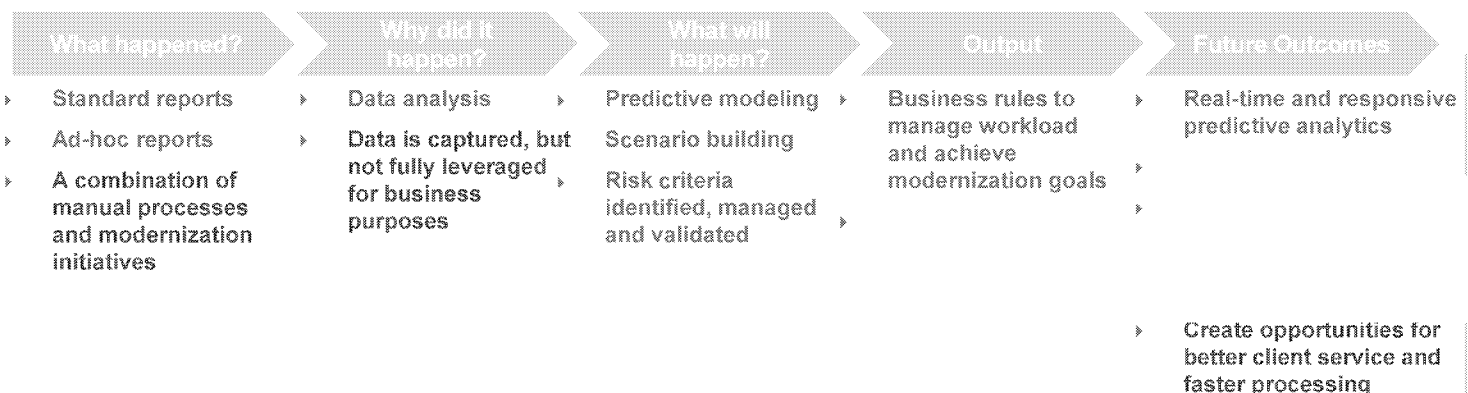 What happened?
Why did it
happen?
What will
happen?
Output
Future Outcomes
Standard reports
Ad-hoc reports
A combination of
manual processes
and modernization
initiatives
Data analysis
Data is captured, but
not fully leveraged
for business
purposes
Predictive modeling
Scenario building
Risk criteria
identified, managed
and validated
Business rules to
manage workload
and achieve
modernization goals
Real-time and responsive
predictive analytics
Create opportunities for
better client service and
faster processing